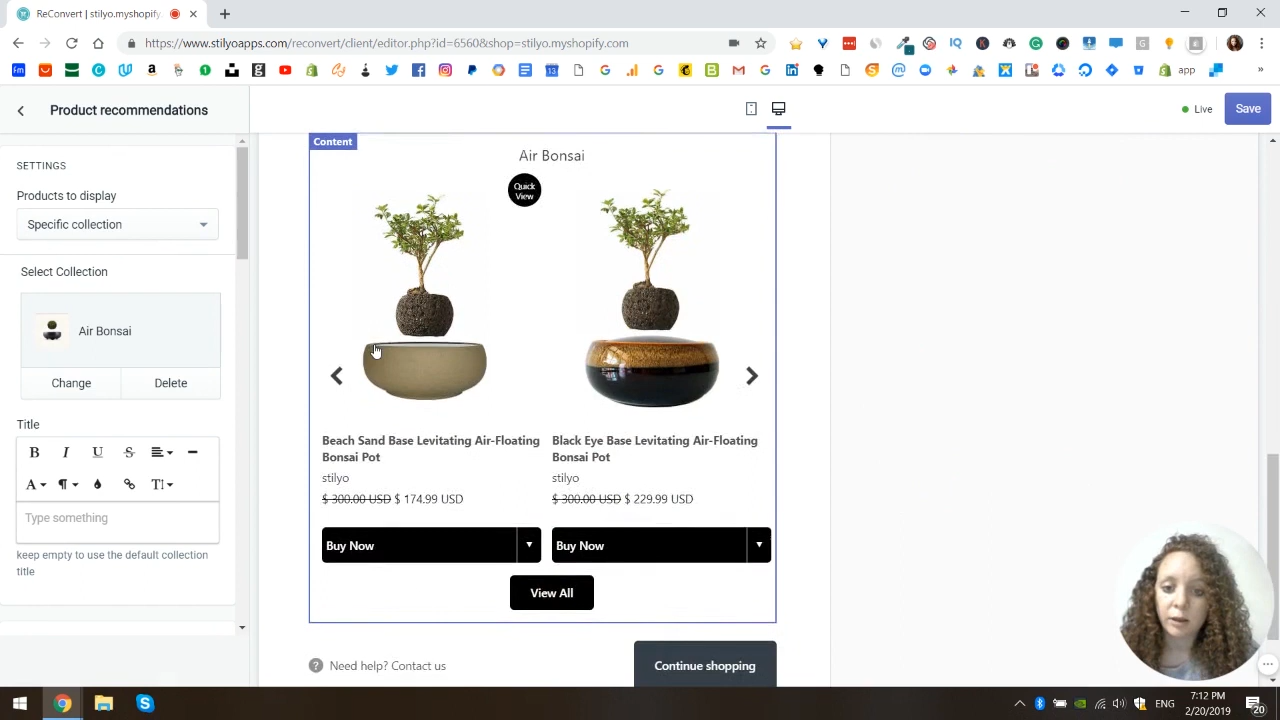 ReConvert / stilyo.myshopify.co
https://www.stilyoapps.com/reconvert/client/editor.php?id=6560&shop=stilyo.myshopify.com
app
Product recommendations
Live
Save
SETTINGS
Products to display
Specific collection
Select Collection
Air Bonsai
Change
Delete
Title
B I U S
A
Type something
keep empty to use the default collection
title
Content
Air Bonsai
Quick
View
Beach Sand Base Levitating Air-Floating
Bonsai Pot
stilyo
$ 300.00 USD $ 174.99 USD
Buy Now
Black Eye Base Levitating Air-Floating
Bonsai Pot
stilyo
$ 300.00 USD $ 229.99 USD
Buy Now
View All
Need help? Contact us
Continue shopping
ENG
7:12 PM
2/20/2019
20